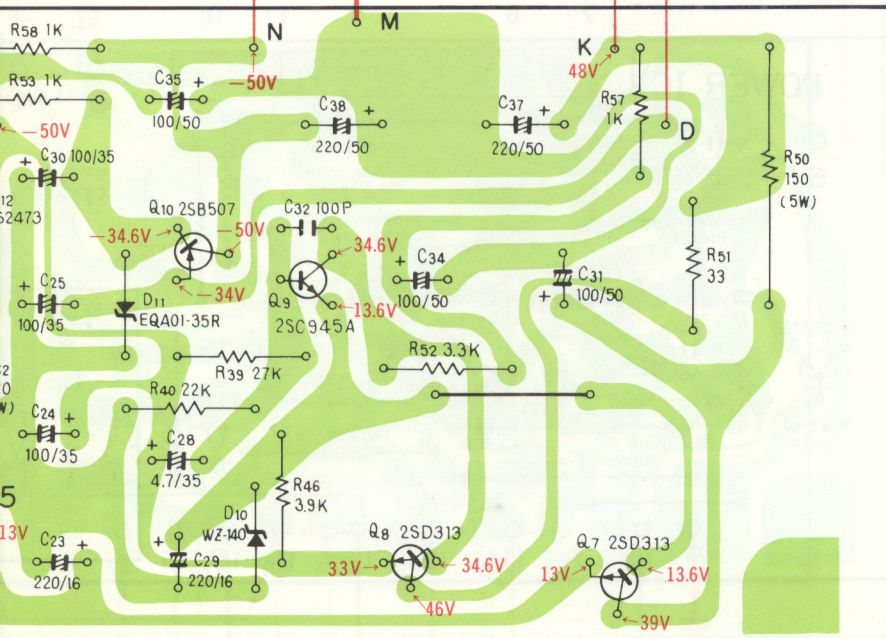 R58 1K
N
M
K
48V
R53 1K
C35 +
100/50
-50V
-50V
C38 +
220/50
C37 +
220/50
R57
1K
D
R50
150
(5W)
+ C30 100/35
12
S2473
Q10 2SB507
-34.6V
-50V
-34V
C32 100P
34.6V
Q9
13.6V
2SC945A
C34
+
100/50
C31
+ 100/50
R51
33
+ C25
100/35
D11
EQA01-35R
R39 27K
R52 3.3K
R40 22K
C24 +
100/35
+ C28
4.7/35
R46
3.9K
D10
WZ-140
5
13V
C23 +
220/16
+
C29
220/16
Q8 2SD313
33V
34.6V
46V
Q7 2SD313
13V
13.6V
39V